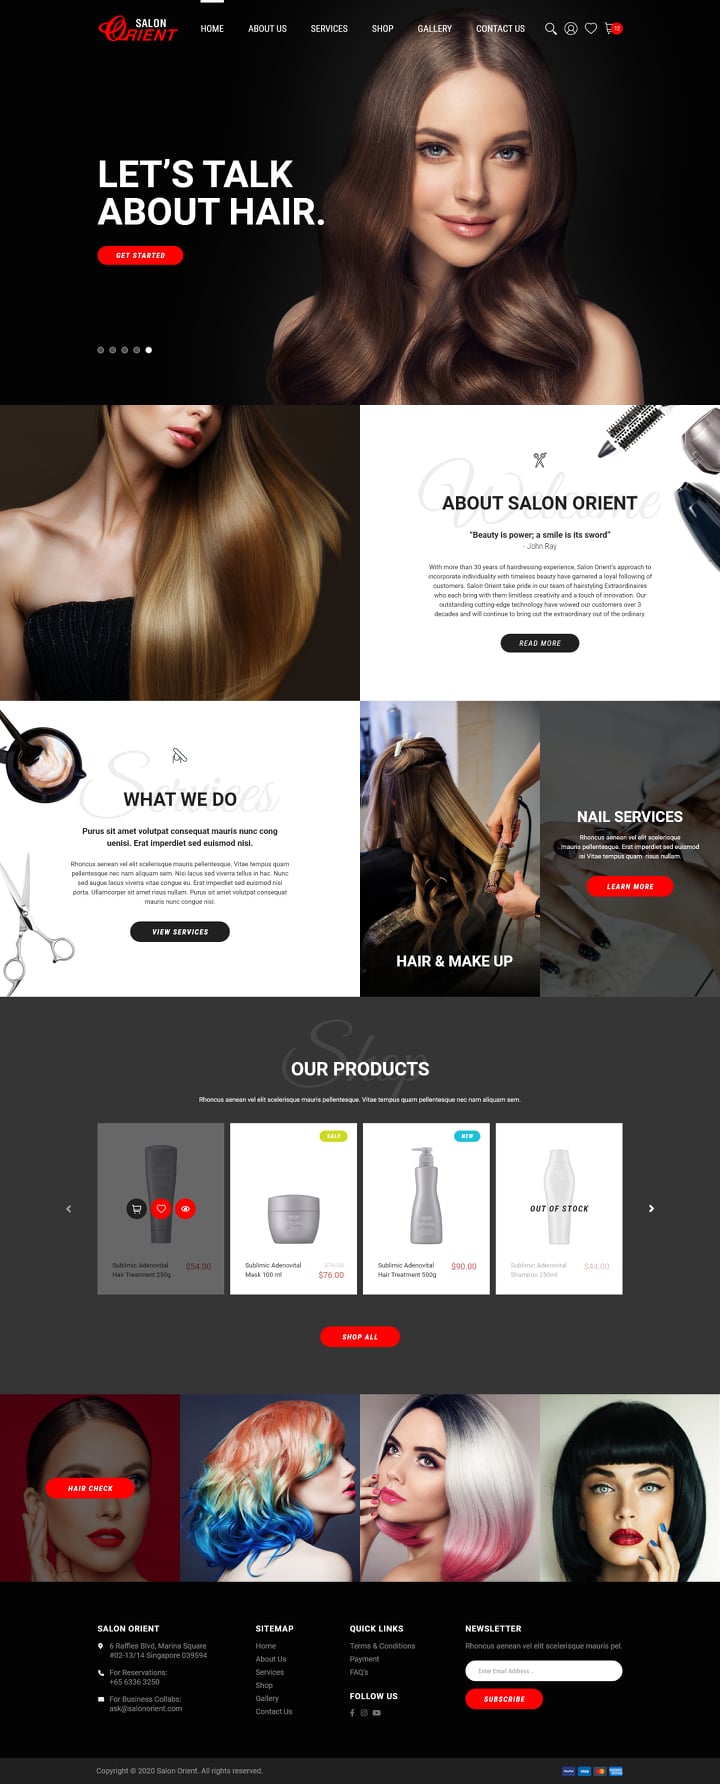 SALON
ORIENT
HOME ABOUT US SERVICES SHOP GALLERY CONTACT US
12
LET'S TALK
ABOUT HAIR.
GET STARTED
Welcome
ABOUT SALON ORIENT
“Beauty is power; a smile is its sword”
- John Ray
With more than 30 years of hairdressing experience, Salon Orient's approach to
incorporate individuality with timeless beauty have garnered a loyal following of
customers. Salon Orient take pride in our team of hairstyling Extraordinaires
who each bring with them limitless creativity and a touch of innovation. Our
outstanding cutting-edge technology have wowed our customers over 3
decades and will continue to bring out the extraordinary out of the ordinary.
READ MORE
Services
WHAT WE DO
Purus sit amet volutpat consequat mauris nunc cong
uenisi. Erat imperdiet sed euismod nisi.
Rhoncus aenean vel elit scelerisque mauris pellentesque. Vitae tempus quam
pellentesque nec nam aliquam sem. Nisi lacus sed viverra tellus in hac. Nunc
sed augue lacus viverra vitae congue eu. Erat imperdiet sed euismod nisi
porta. Ullamcorper sit amet risus nullam. Purus sit amet volutpat consequat
mauris nunc congue nisi.
VIEW SERVICES
HAIR & MAKE UP
NAIL SERVICES
Rhoncus aenean vel elit scelerisque
mauris pellentesque. Erat imperdiet sed euismod
isi Vitae tempus quam risus nullam.
LEARN MORE
Shop
OUR PRODUCTS
Rhoncus aenean vel elit scelerisque mauris pellentesque. Vitae tempus quam pellentesque nec nam aliquam sem.
Sublimic Adenovital
Hair Treatment 250g
$54.00
SALE
Sublimic Adenovital
Mask 100 ml
$76.00
NEW
Sublimic Adenovital
Hair Treatment 500g
$90.00
OUT OF STOCK
Sublimic Adenovital
Shampoo 250ml
$44.00
SHOP ALL
HAIR CHECK
SALON ORIENT
6 Raffles Blvd, Marina Square
#02-13/14 Singapore 039594
For Reservations:
+65 6336 3250
For Business Collabs:
ask@salonorient.com
SITEMAP
Home
About Us
Services
Shop
Gallery
Contact Us
QUICK LINKS
Terms & Conditions
Payment
FAQ's
FOLLOW US
NEWSLETTER
Rhoncus aenean vel elit scelerisque mauris pel.
Enter Email Address ..
SUBSCRIBE
Copyright © 2020 Salon Orient. All rights reserved.
PayPal VISA